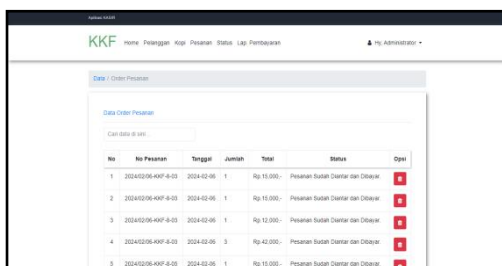 Aplikasi KASIR
KKF Home Pelanggan Kopi Pesanan Status Lap. Pembayaran Hy, Administrator
Data / Order Pesanan
Data Order Pesanan
Cari data di sini ...
No No Pesanan Tanggal Jumlah Total Status Opsi
1 2024/02/06-KKF-8-03 2024-02-06 1 Rp.15,000,- Pesanan Sudah Diantar dan Dibayar.
2 2024/02/06-KKF-8-03 2024-02-06 1 Rp.15,000,- Pesanan Sudah Diantar dan Dibayar.
3 2024/02/06-KKF-8-03 2024-02-06 1 Rp.12,000,- Pesanan Sudah Diantar dan Dibayar.
4 2024/02/06-KKF-8-03 2024-02-06 3 Rp.42,000,- Pesanan Sudah Diantar dan Dibayar.
5 2024/02/06-KKF-8-03 2024-02-06 1 Rp.15,000,- Pesanan Sudah Diantar dan Dibayar.